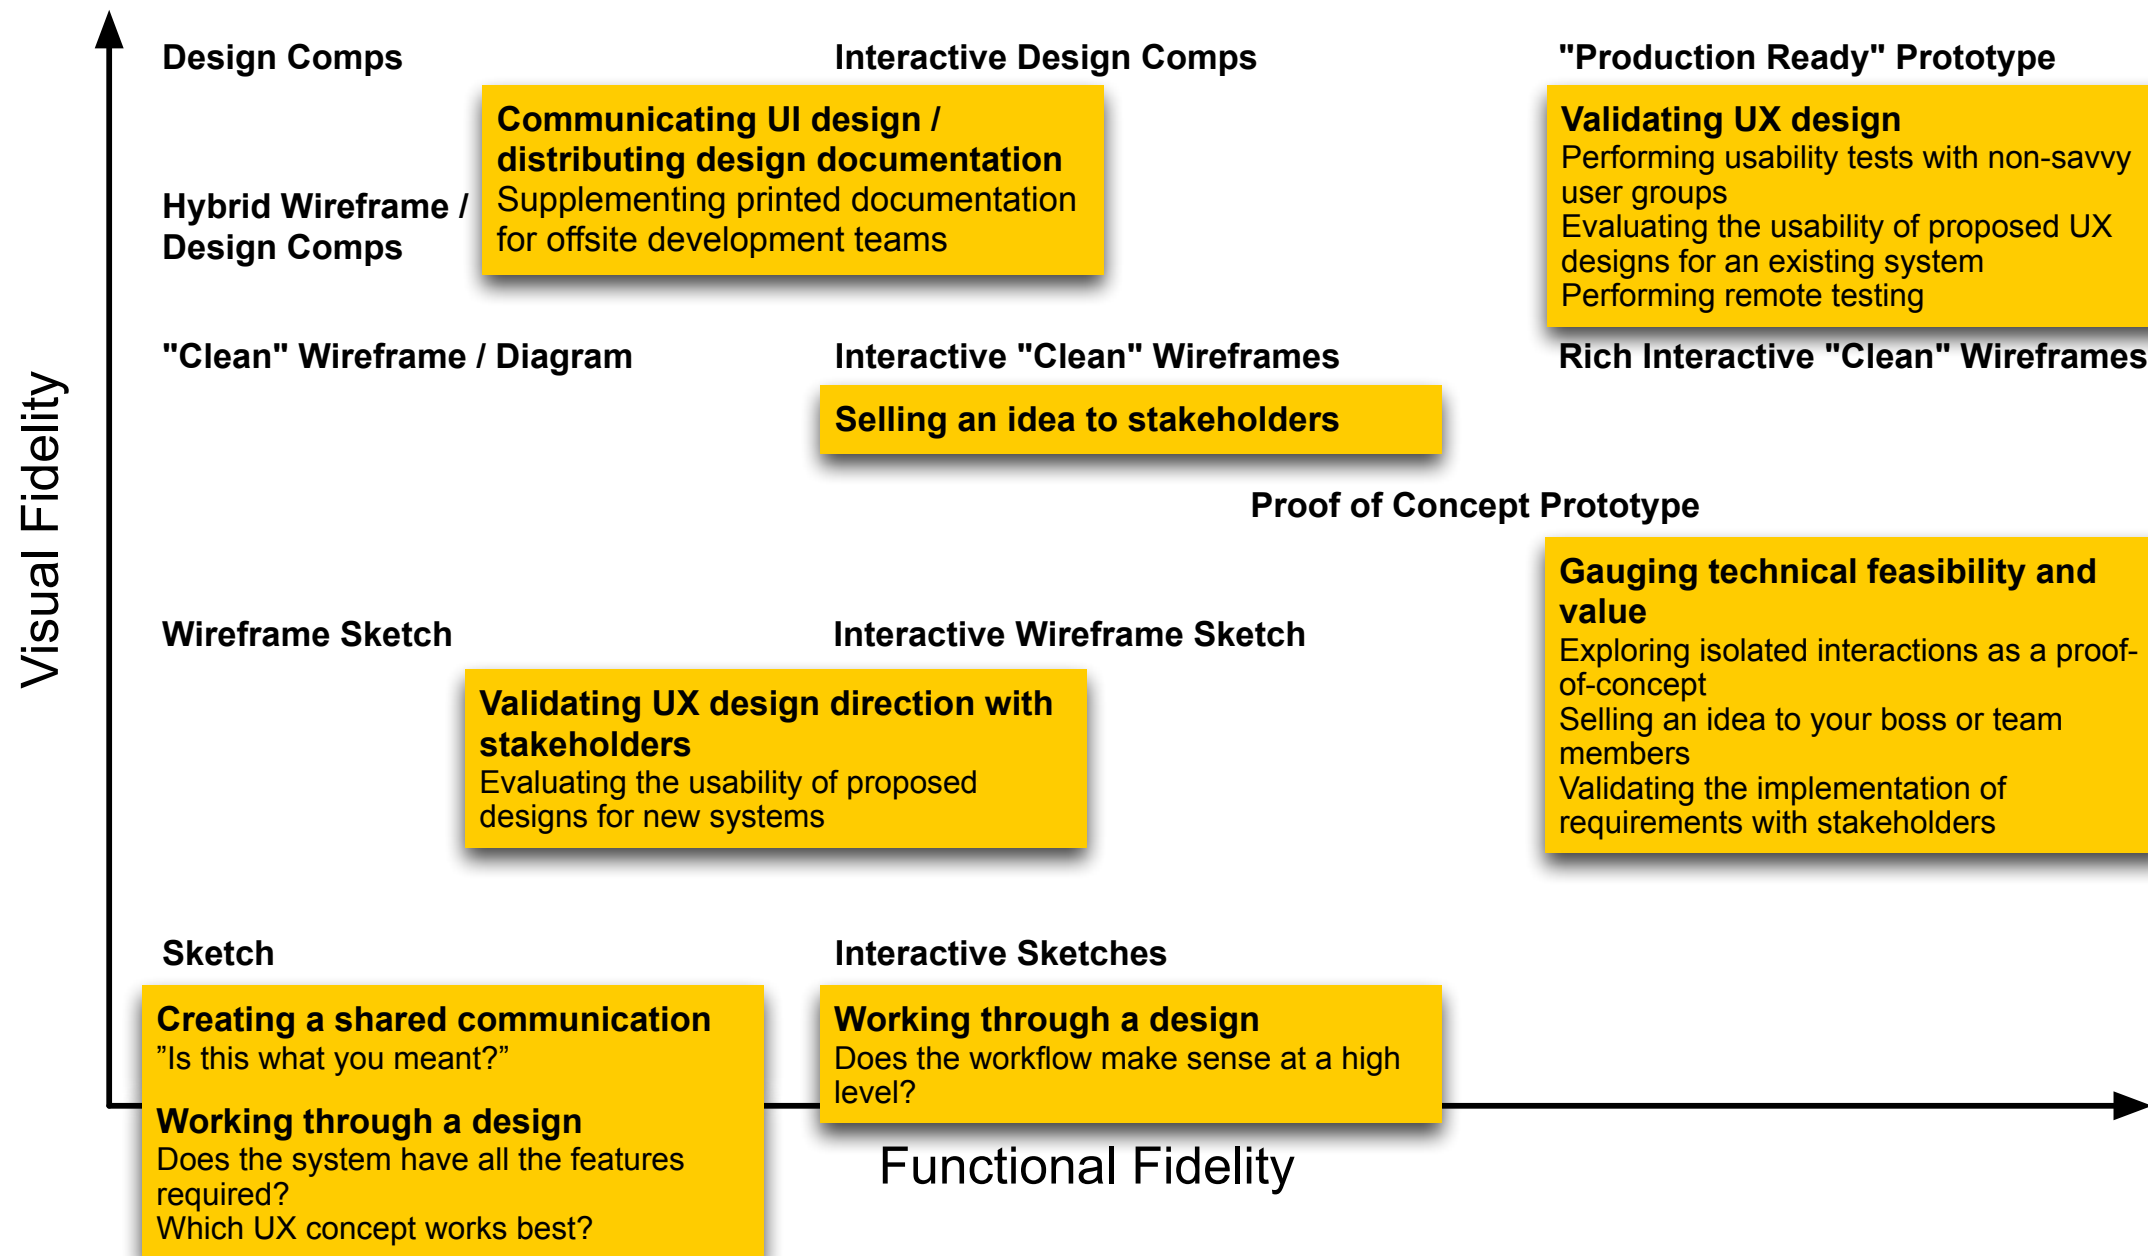 Design Comps
Interactive Design Comps
"Production Ready" Prototype
Communicating UI design /
distributing design documentation
Supplementing printed documentation
for offsite development teams
Validating UX design
Performing usability tests with non-savvy
user groups
Evaluating the usability of proposed UX
designs for an existing system
Performing remote testing
Hybrid Wireframe /
Design Comps
"Clean" Wireframe / Diagram
Interactive "Clean" Wireframes
Rich Interactive "Clean" Wireframes
Selling an idea to stakeholders
Visual Fidelity
Proof of Concept Prototype
Gauging technical feasibility and
value
Exploring isolated interactions as a proof-
of-concept
Selling an idea to your boss or team
members
Validating the implementation of
requirements with stakeholders
Wireframe Sketch
Interactive Wireframe Sketch
Validating UX design direction with
stakeholders
Evaluating the usability of proposed
designs for new systems
Sketch
Interactive Sketches
Creating a shared communication
”Is this what you meant?”
Working through a design
Does the system have all the features
required?
Which UX concept works best?
Working through a design
Does the workflow make sense at a high
level?
Functional Fidelity